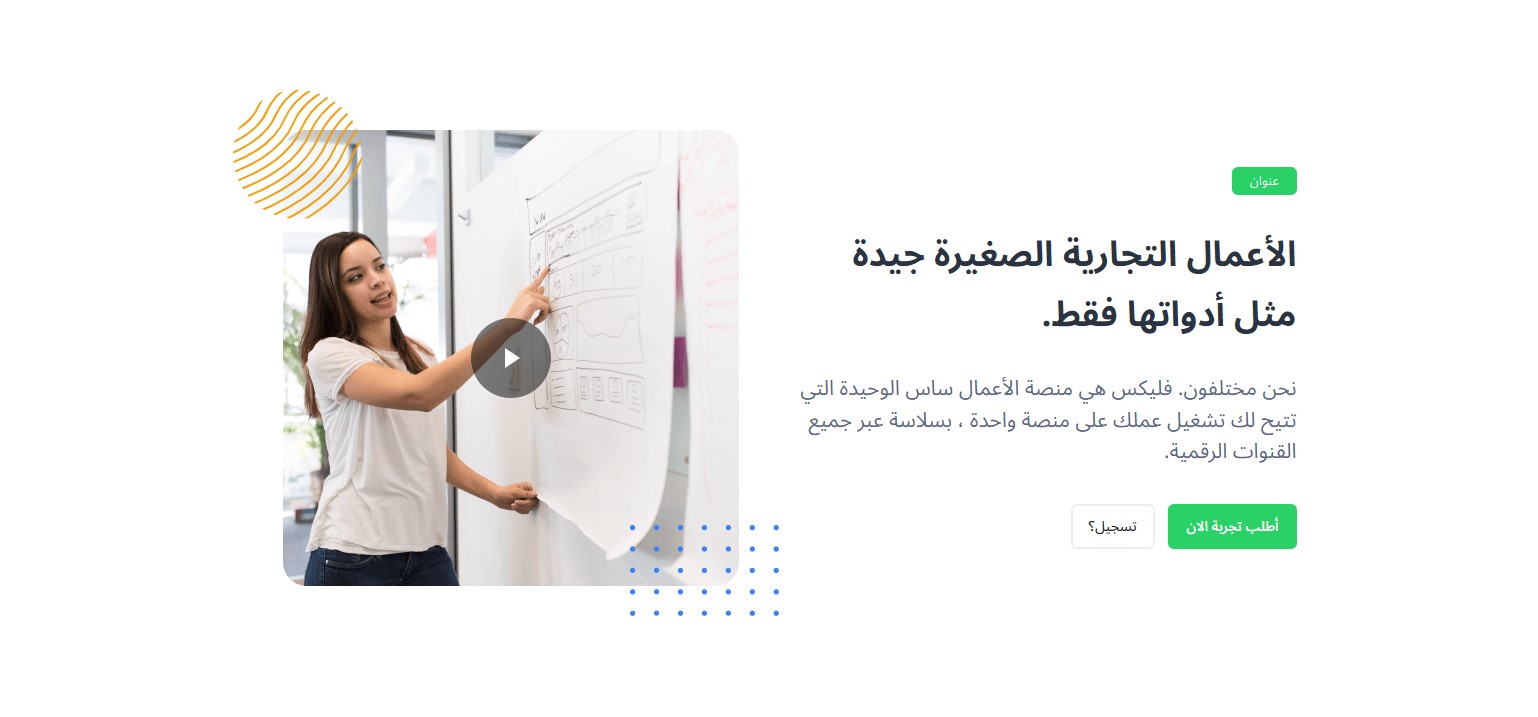 عنوان
الأعمال التجارية الصغيرة جيدة
مثل أدواتها فقط.
نحن مختلفون. فليكس هي منصة الأعمال ساس الوحيدة التي
تتيح لك تشغيل عملك على منصة واحدة ، بسلاسة عبر جميع
القنوات الرقمية.
أطلب تجربة الان
تسجيل؟